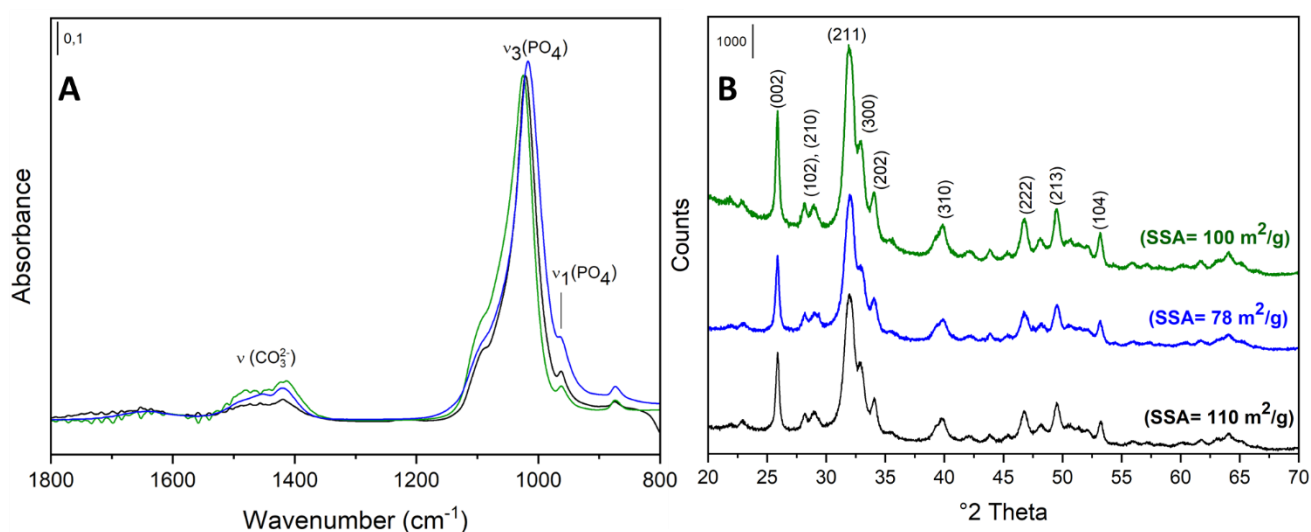 0,1
A
ν3(PO4)
ν1(PO4)
ν (CO3^2-)
Absorbance
1800
1600
1400
1200
1000
800
Wavenumber (cm-1)
1000
B
(002)
(102), (210)
(211)
(300)
(202)
(310)
(222)
(213)
(104)
(SSA= 100 m2/g)
(SSA= 78 m2/g)
(SSA= 110 m2/g)
Counts
20
25
30
35
40
45
50
55
60
65
70
°2 Theta